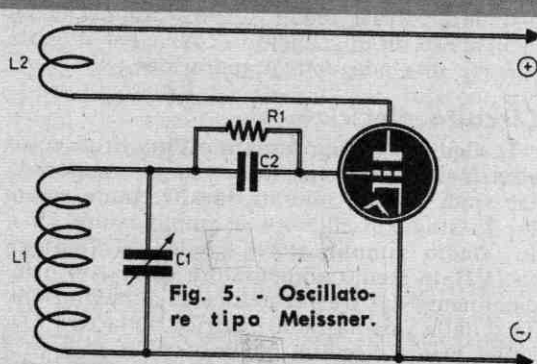 L2
⊕
R1
C2
L1
C1
Fig. 5. - Oscillato-
re tipo Meissner.
⊖